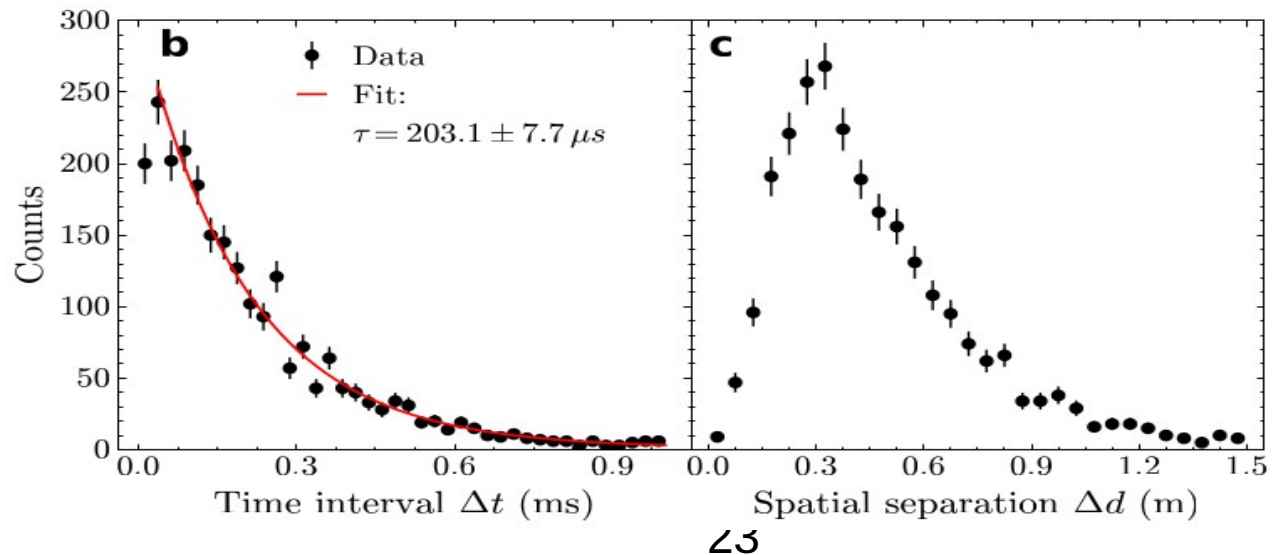 300
250
200
150
100
50
0
Counts
b
Data
Fit:
τ = 203.1 ± 7.7 μs
0.0 0.3 0.6 0.9
Time interval Δt (ms)
c
0.0 0.3 0.6 0.9 1.2 1.5
Spatial separation Δd (m)
23